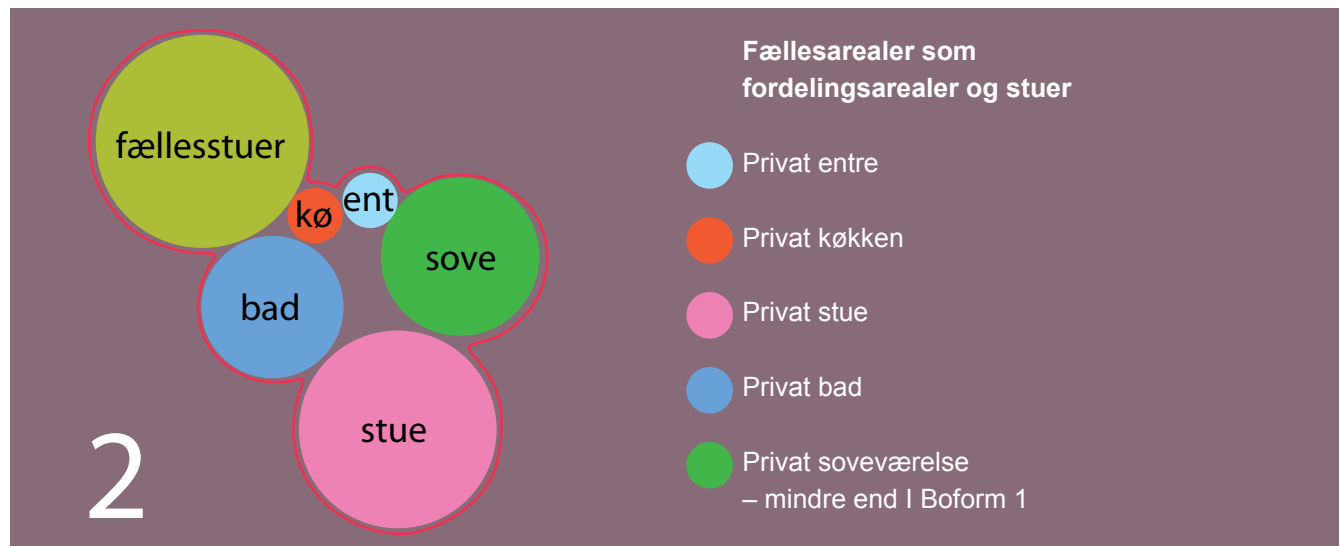 fællesstuer
kø
ent
sove
bad
stue
2
Fællesarealer som
fordelingsarealer og stuer
Privat entre
Privat køkken
Privat stue
Privat bad
Privat soveværelse
– mindre end I Boform 1